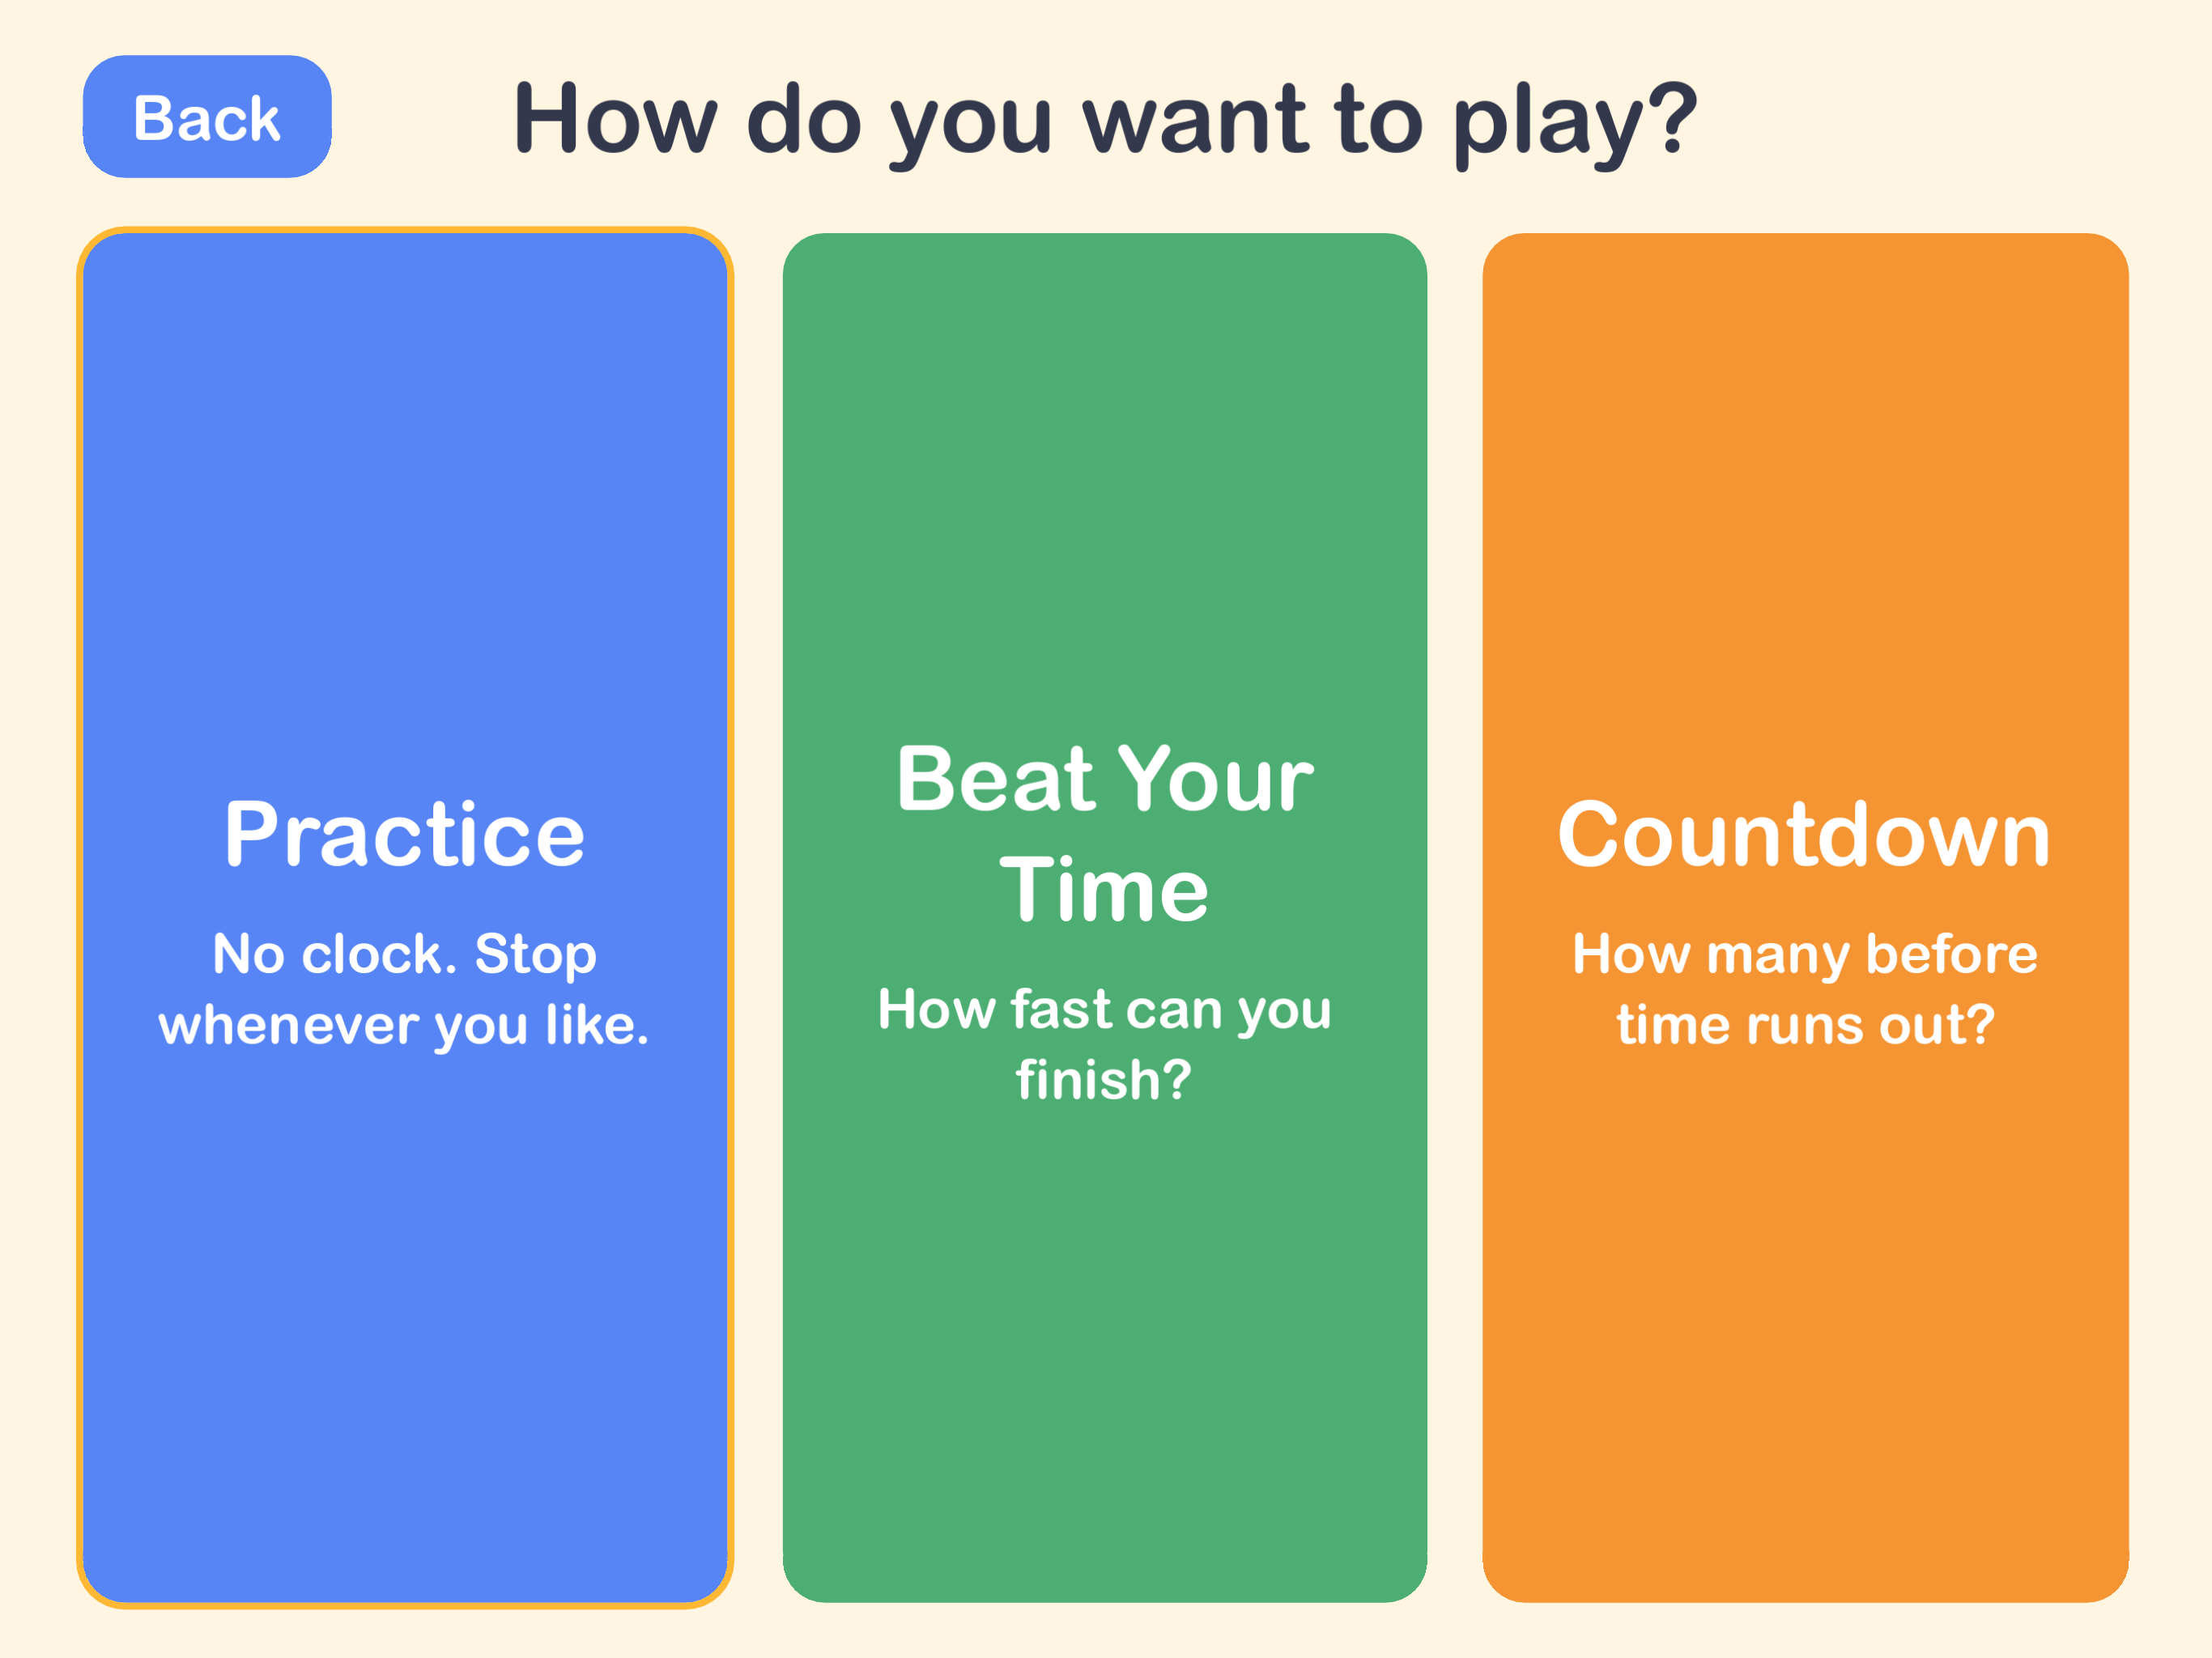 Back
How do you want to play?
Practice
No clock. Stop
whenever you like.
Beat Your
Time
How fast can you
finish?
Countdown
How many before
time runs out?